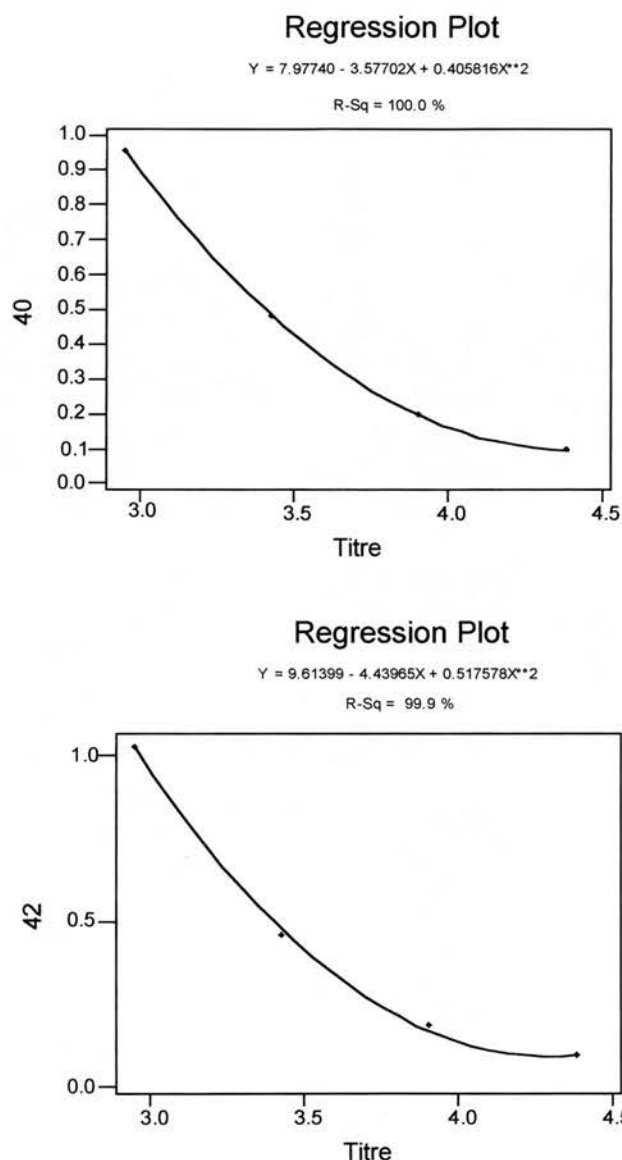 Regression Plot
Y = 7.97740 - 3.57702X + 0.405816X**2
R-Sq = 100.0 %
1.0
0.9
0.8
0.7
0.6
0.5
0.4
0.3
0.2
0.1
0.0
40
3.0 3.5 4.0 4.5
Titre
Regression Plot
Y = 9.61399 - 4.43965X + 0.517578X**2
R-Sq = 99.9 %
1.0
0.5
0.0
42
3.0 3.5 4.0 4.5
Titre